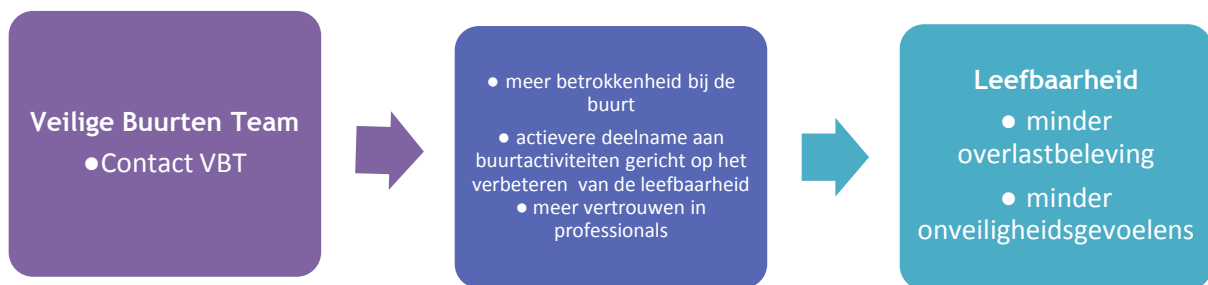 Veilige Buurten Team
●Contact VBT
● meer betrokkenheid bij de
buurt
● actievere deelname aan
buurtactiviteiten gericht op het
verbeteren van de leefbaarheid
● meer vertrouwen in
professionals
Leefbaarheid
● minder
overlastbeleving
● minder
onveiligheidsgevoelens